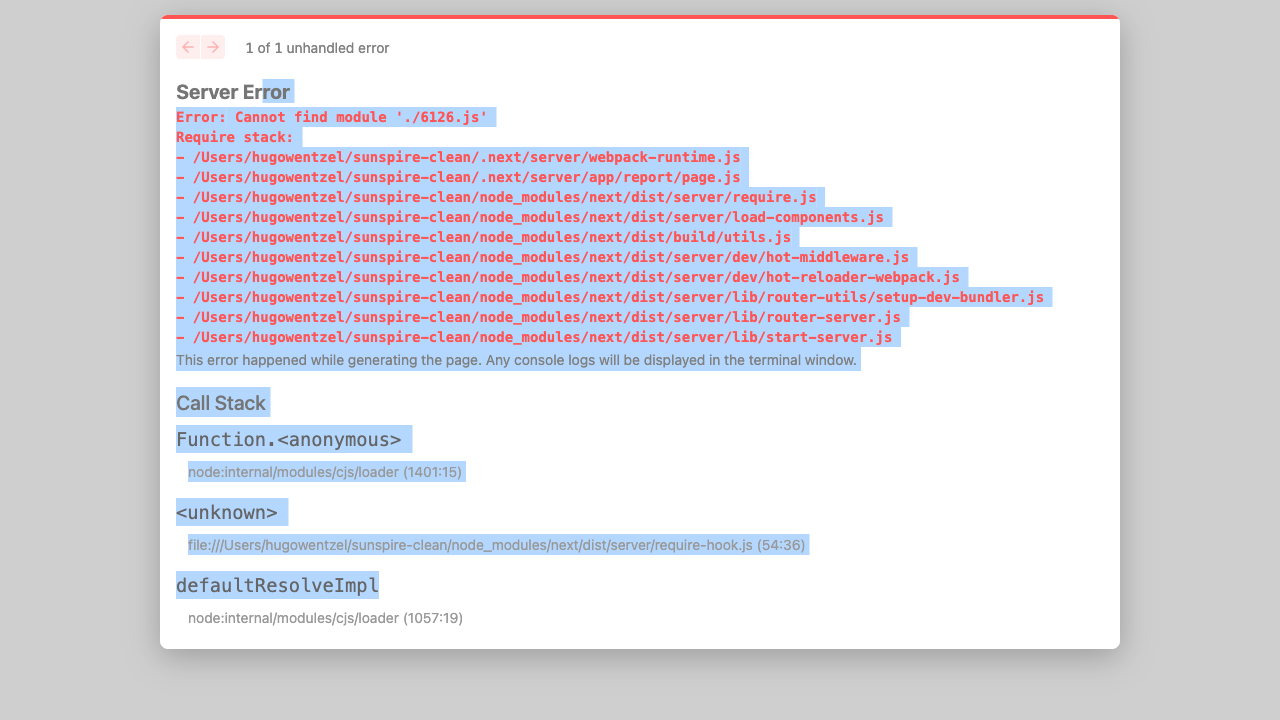 1 of 1 unhandled error
Server Error
Error: Cannot find module './6126.js'
Require stack:
- /Users/hugowentzel/sunspire-clean/.next/server/webpack-runtime.js
- /Users/hugowentzel/sunspire-clean/.next/server/app/report/page.js
- /Users/hugowentzel/sunspire-clean/node_modules/next/dist/server/require.js
- /Users/hugowentzel/sunspire-clean/node_modules/next/dist/server/load-components.js
- /Users/hugowentzel/sunspire-clean/node_modules/next/dist/build/utils.js
- /Users/hugowentzel/sunspire-clean/node_modules/next/dist/server/dev/hot-middleware.js
- /Users/hugowentzel/sunspire-clean/node_modules/next/dist/server/dev/hot-reloader-webpack.js
- /Users/hugowentzel/sunspire-clean/node_modules/next/dist/server/lib/router-utils/setup-dev-bundler.js
- /Users/hugowentzel/sunspire-clean/node_modules/next/dist/server/lib/router-server.js
- /Users/hugowentzel/sunspire-clean/node_modules/next/dist/server/lib/start-server.js
This error happened while generating the page. Any console logs will be displayed in the terminal window.
Call Stack
Function.<anonymous>
node:internal/modules/cjs/loader (1401:15)
<unknown>
file:///Users/hugowentzel/sunspire-clean/node_modules/next/dist/server/require-hook.js (54:36)
defaultResolveImpl
node:internal/modules/cjs/loader (1057:19)